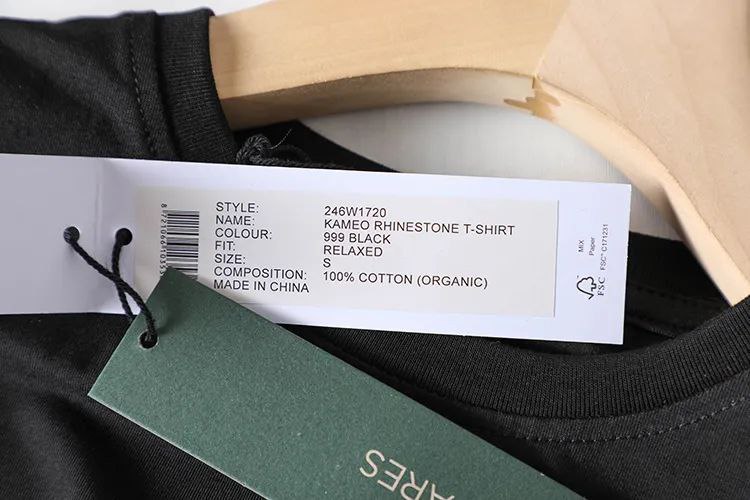 STYLE: 246W1720
NAME: KAMEO RHINESTONE T-SHIRT
COLOUR: 999 BLACK
FIT: RELAXED
SIZE: S
COMPOSITION: 100% COTTON (ORGANIC)
MADE IN CHINA
MIX
Paper
FSC™ C171231
FSC
ARES